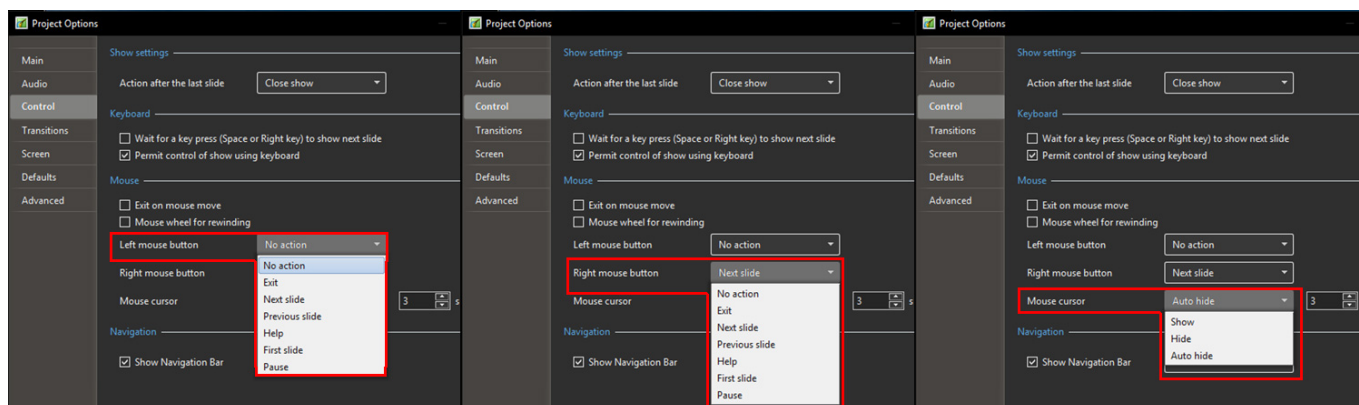 Project Options
Main
Audio
Control
Transitions
Screen
Defaults
Advanced
Show settings
Action after the last slide Close show
Keyboard
Wait for a key press (Space or Right key) to show next slide
Permit control of show using keyboard
Mouse
Exit on mouse move
Mouse wheel for rewinding
Left mouse button No action
No action
Exit
Next slide
Previous slide
Help
First slide
Pause
Right mouse button
Mouse cursor 3 s
Navigation
Show Navigation Bar
Project Options
Main
Audio
Control
Transitions
Screen
Defaults
Advanced
Show settings
Action after the last slide Close show
Keyboard
Wait for a key press (Space or Right key) to show next slide
Permit control of show using keyboard
Mouse
Exit on mouse move
Mouse wheel for rewinding
Left mouse button No action
Right mouse button Next slide
No action
Exit
Next slide
Previous slide
Help
First slide
Pause
Mouse cursor 3 s
Navigation
Show Navigation Bar
Project Options
Main
Audio
Control
Transitions
Screen
Defaults
Advanced
Show settings
Action after the last slide Close show
Keyboard
Wait for a key press (Space or Right key) to show next slide
Permit control of show using keyboard
Mouse
Exit on mouse move
Mouse wheel for rewinding
Left mouse button No action
Right mouse button Next slide
Mouse cursor Auto hide 3
Show
Hide
Auto hide
Navigation
Show Navigation Bar